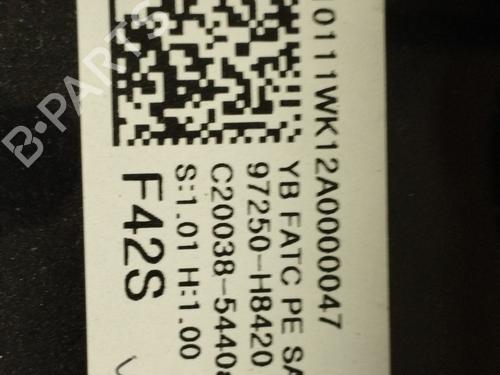 10111WK12A0000047
YB FATC PE SA
97250-H8420
C20038-5440
S:1.01 H:1.00
F42S
B-PARTS